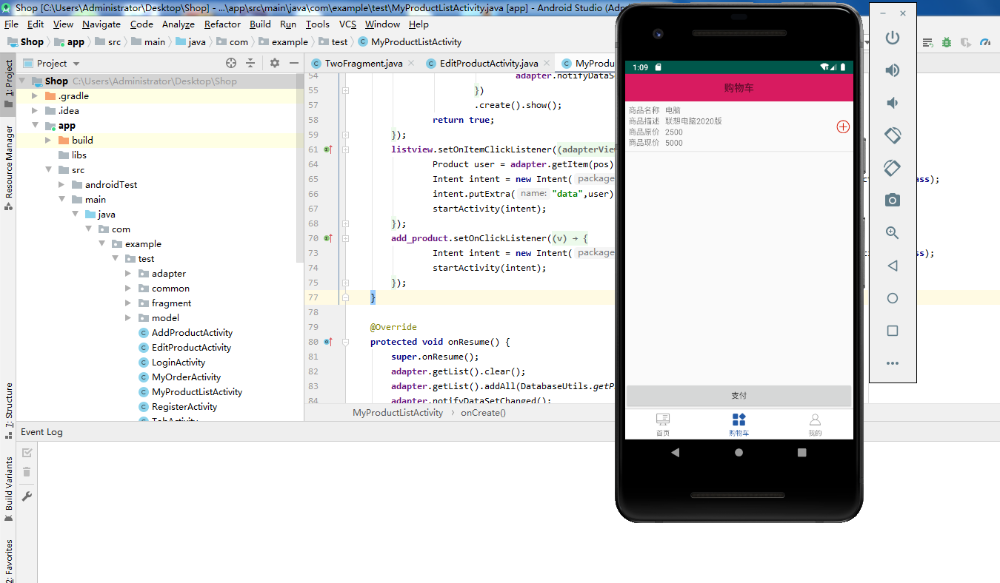 Shop [C:\Users\Administrator\Desktop\Shop] - ...\app\src\main\java\com\example\test\MyProductListActivity.java [app] - Android Studio
File Edit View Navigate Code Analyze Refactor Build Run Tools VCS Window Help
Shop app src main java com example test MyProductListActivity
Project
TwoFragment.java EditProductActivity.java MyProdu
1: Project
Resource Manager
7: Structure
Build Variants
2: Favorites
Shop C:\Users\Administrator\Desktop\Shop
.gradle
.idea
app
build
libs
src
androidTest
main
java
com
example
test
adapter
common
fragment
model
AddProductActivity
EditProductActivity
LoginActivity
MyOrderActivity
MyProductListActivity
RegisterActivity
TabActivity
54 adapter.notifyDataS
55 })
57 .create().show();
58 return true;
59 });
61 listview.setOnItemClickListener((adapterVie
64 Product user = adapter.getItem(pos)
65 Intent intent = new Intent( package
66 intent.putExtra( name: "data",user)
67 startActivity(intent);
68 });
70 add_product.setOnClickListener((v) → {
73 Intent intent = new Intent( package
74 startActivity(intent);
75 });
77 }
78
79 @Override
80 protected void onResume() {
81 super.onResume();
82 adapter.getList().clear();
83 adapter.getList().addAll(DatabaseUtils.getP
84 adapter.notifyDataSetChanged();
MyProductListActivity › onCreate()
Event Log
1:09
购物车
商品名称 电脑
商品描述 联想电脑2020版
商品原价 2500
商品现价 5000
支付
首页 购物车 我的